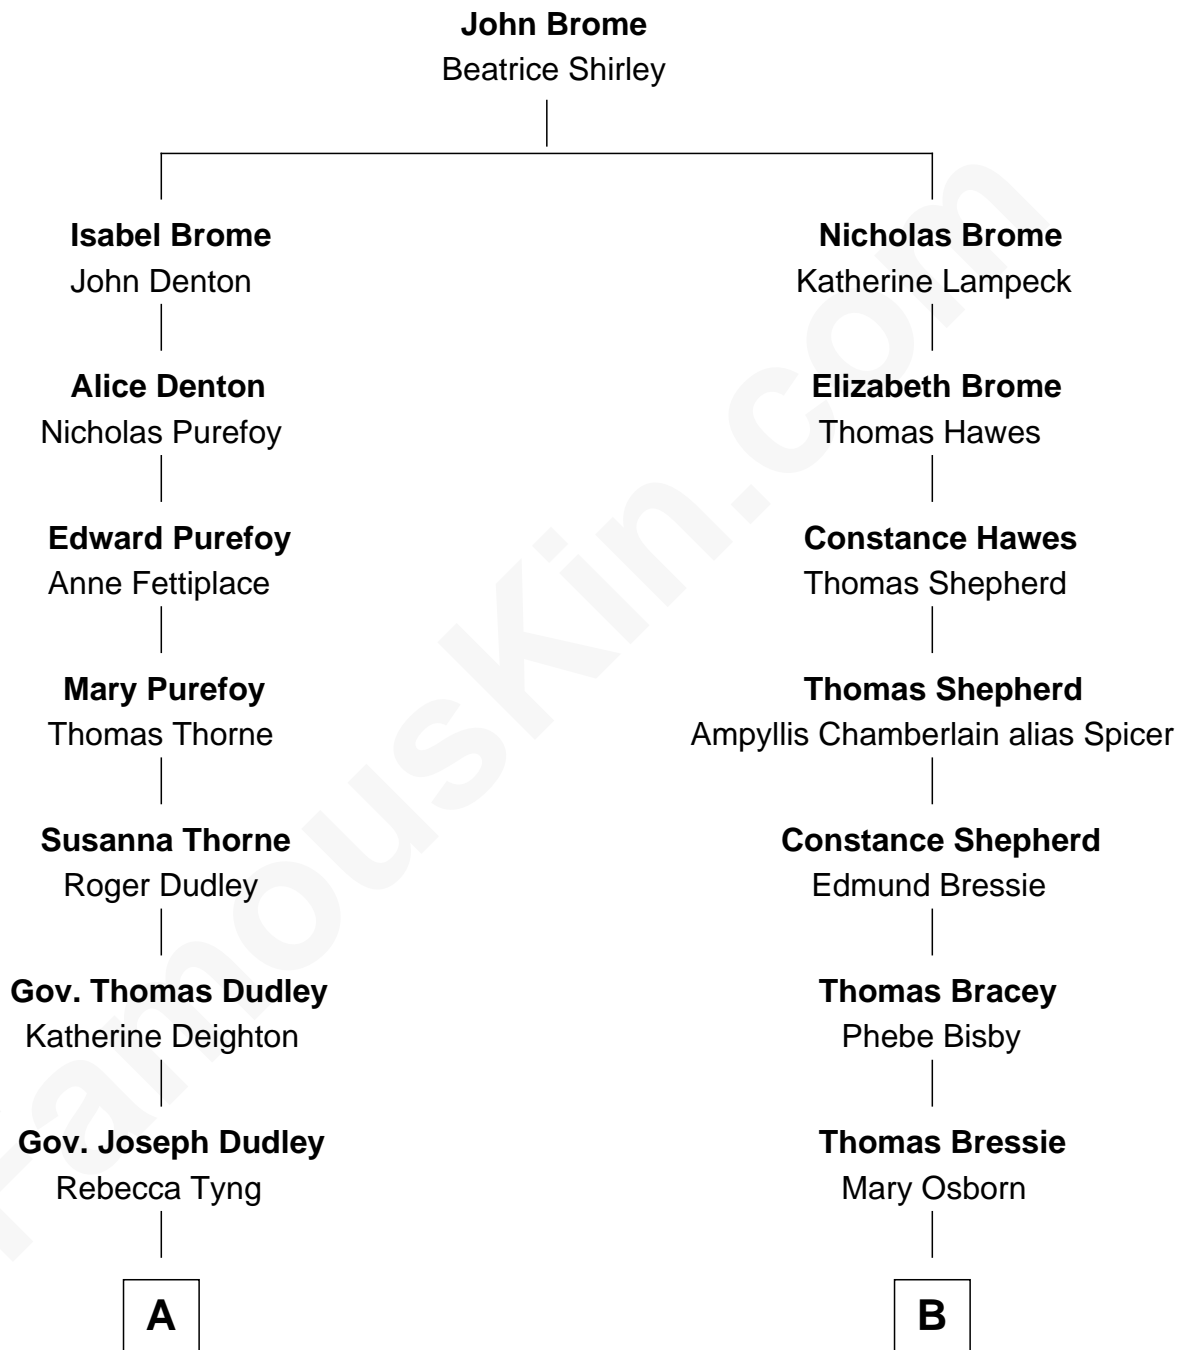 John Brome
Beatrice Shirley
Isabel Brome
John Denton
Nicholas Brome
Katherine Lampeck
Alice Denton
Nicholas Purefoy
Elizabeth Brome
Thomas Hawes
Edward Purefoy
Anne Fettiplace
Constance Hawes
Thomas Shepherd
Mary Purefoy
Thomas Thorne
Thomas Shepherd
Ampyllis Chamberlain alias Spicer
Susanna Thorne
Roger Dudley
Constance Shepherd
Edmund Bressie
Gov. Thomas Dudley
Katherine Deighton
Thomas Bracey
Phebe Bisby
Gov. Joseph Dudley
Rebecca Tyng
Thomas Bressie
Mary Osborn
A
B
FamousKin.com